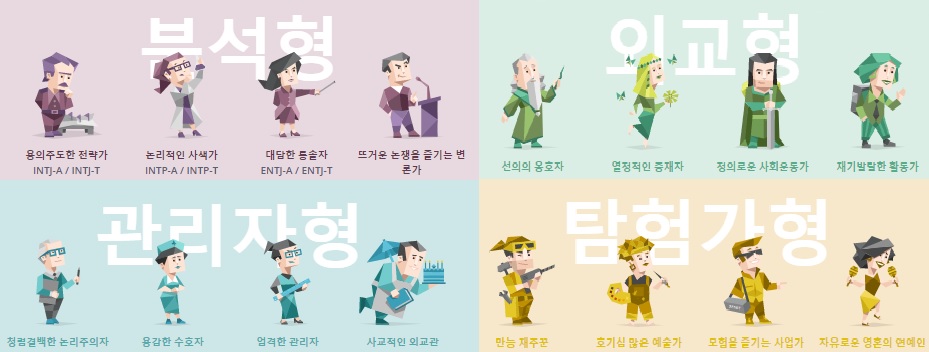 분석형
용의주도한 전략가
INTJ-A / INTJ-T
논리적인 사색가
INTP-A / INTP-T
대담한 통솔자
ENTJ-A / ENTJ-T
뜨거운 논쟁을 즐기는 변
론가
외교형
선의의 옹호자
열정적인 중재자
정의로운 사회운동가
재기발랄한 활동가
관리자형
청렴결백한 논리주의자
용감한 수호자
엄격한 관리자
사교적인 외교관
탐험가형
만능 재주꾼
호기심 많은 예술가
모험을 즐기는 사업가
자유로운 영혼의 연예인